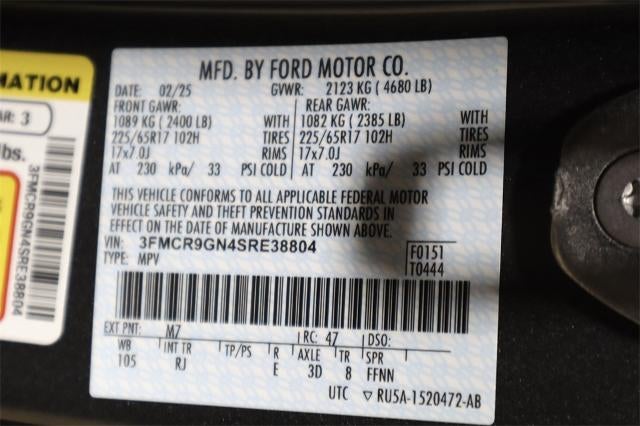 MATION
AR: 3
lbs.
3FMCR9GN4SRE38804
MFD. BY FORD MOTOR CO.
DATE: 02/25 GVWR: 2123 KG ( 4680 LB)
FRONT GAWR: REAR GAWR:
1089 KG ( 2400 LB) WITH 1082 KG ( 2385 LB) WITH
225/65R17 102H TIRES 225/65R17 102H TIRES
17x7.0J RIMS 17x7.0J RIMS
AT 230 kPa/ 33 PSI COLD AT 230 kPa/ 33 PSI COLD
THIS VEHICLE CONFORMS TO ALL APPLICABLE FEDERAL MOTOR
VEHICLE SAFETY AND THEFT PREVENTION STANDARDS IN
EFFECT ON THE DATE OF MANUFACTURE SHOWN ABOVE.
VIN: 3FMCR9GN4SRE38804 F0151
TYPE: MPV T0444
EXT PNT: M7 RC: 47 DSO:
WB INT TR TP/PS R AXLE TR SPR
105 RJ E 3D 8 FFNN
UTC ▽ RU5A-1520472-AB